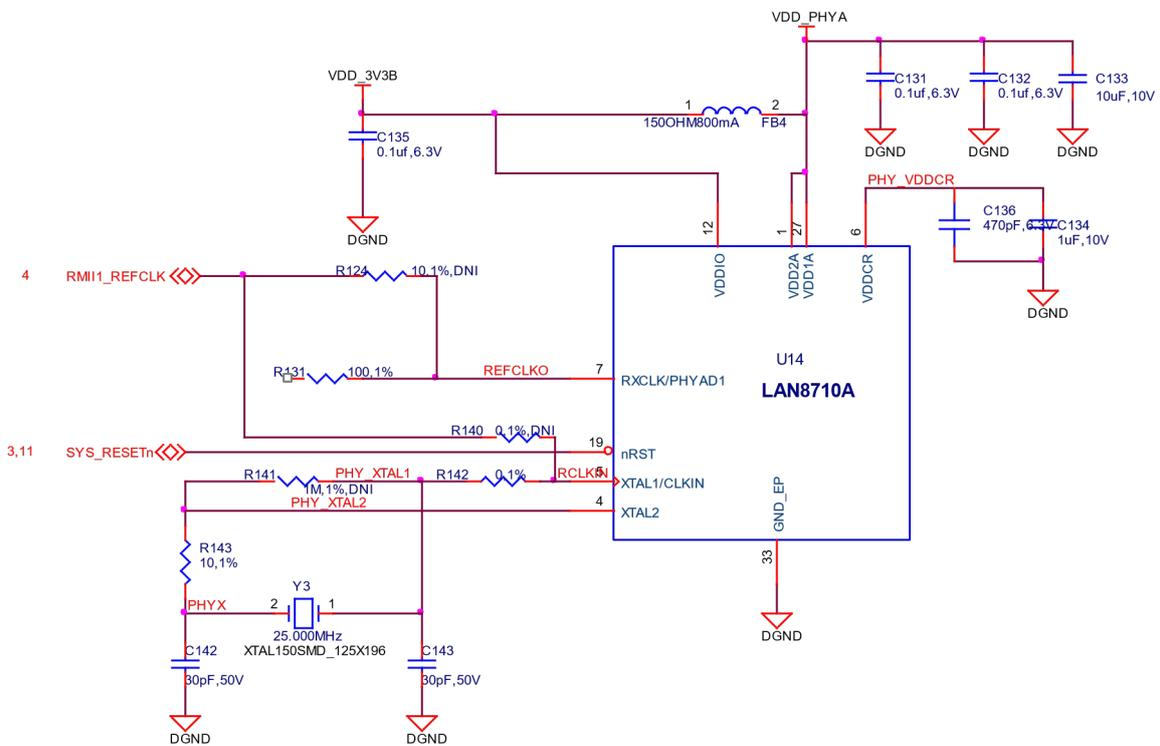 VDD_PHYA
VDD_3V3B
C131
0.1uf,6.3V
C132
0.1uf,6.3V
C133
10uF,10V
1
2
150OHM800mA
FB4
C135
0.1uf,6.3V
DGND
DGND
DGND
PHY_VDDCR
DGND
C136
470pF,6.3V
C134
1uF,10V
12
1
27
6
VDDIO
VDD2A
VDD1A
VDDCR
4
RMII1_REFCLK
R124
10,1%,DNI
DGND
U14
LAN8710A
R131
100,1%
REFCLKO
7
RXCLK/PHYAD1
R140
0,1%,DNI
3,11
SYS_RESETn
19
nRST
R141
1M,1%,DNI
PHY_XTAL1
R142
0,1%
RCLKIN
5
XTAL1/CLKIN
PHY_XTAL2
4
XTAL2
GND_EP
33
R143
10,1%
PHYX
2
Y3
1
25.000MHz
XTAL150SMD_125X196
DGND
C142
30pF,50V
C143
30pF,50V
DGND
DGND